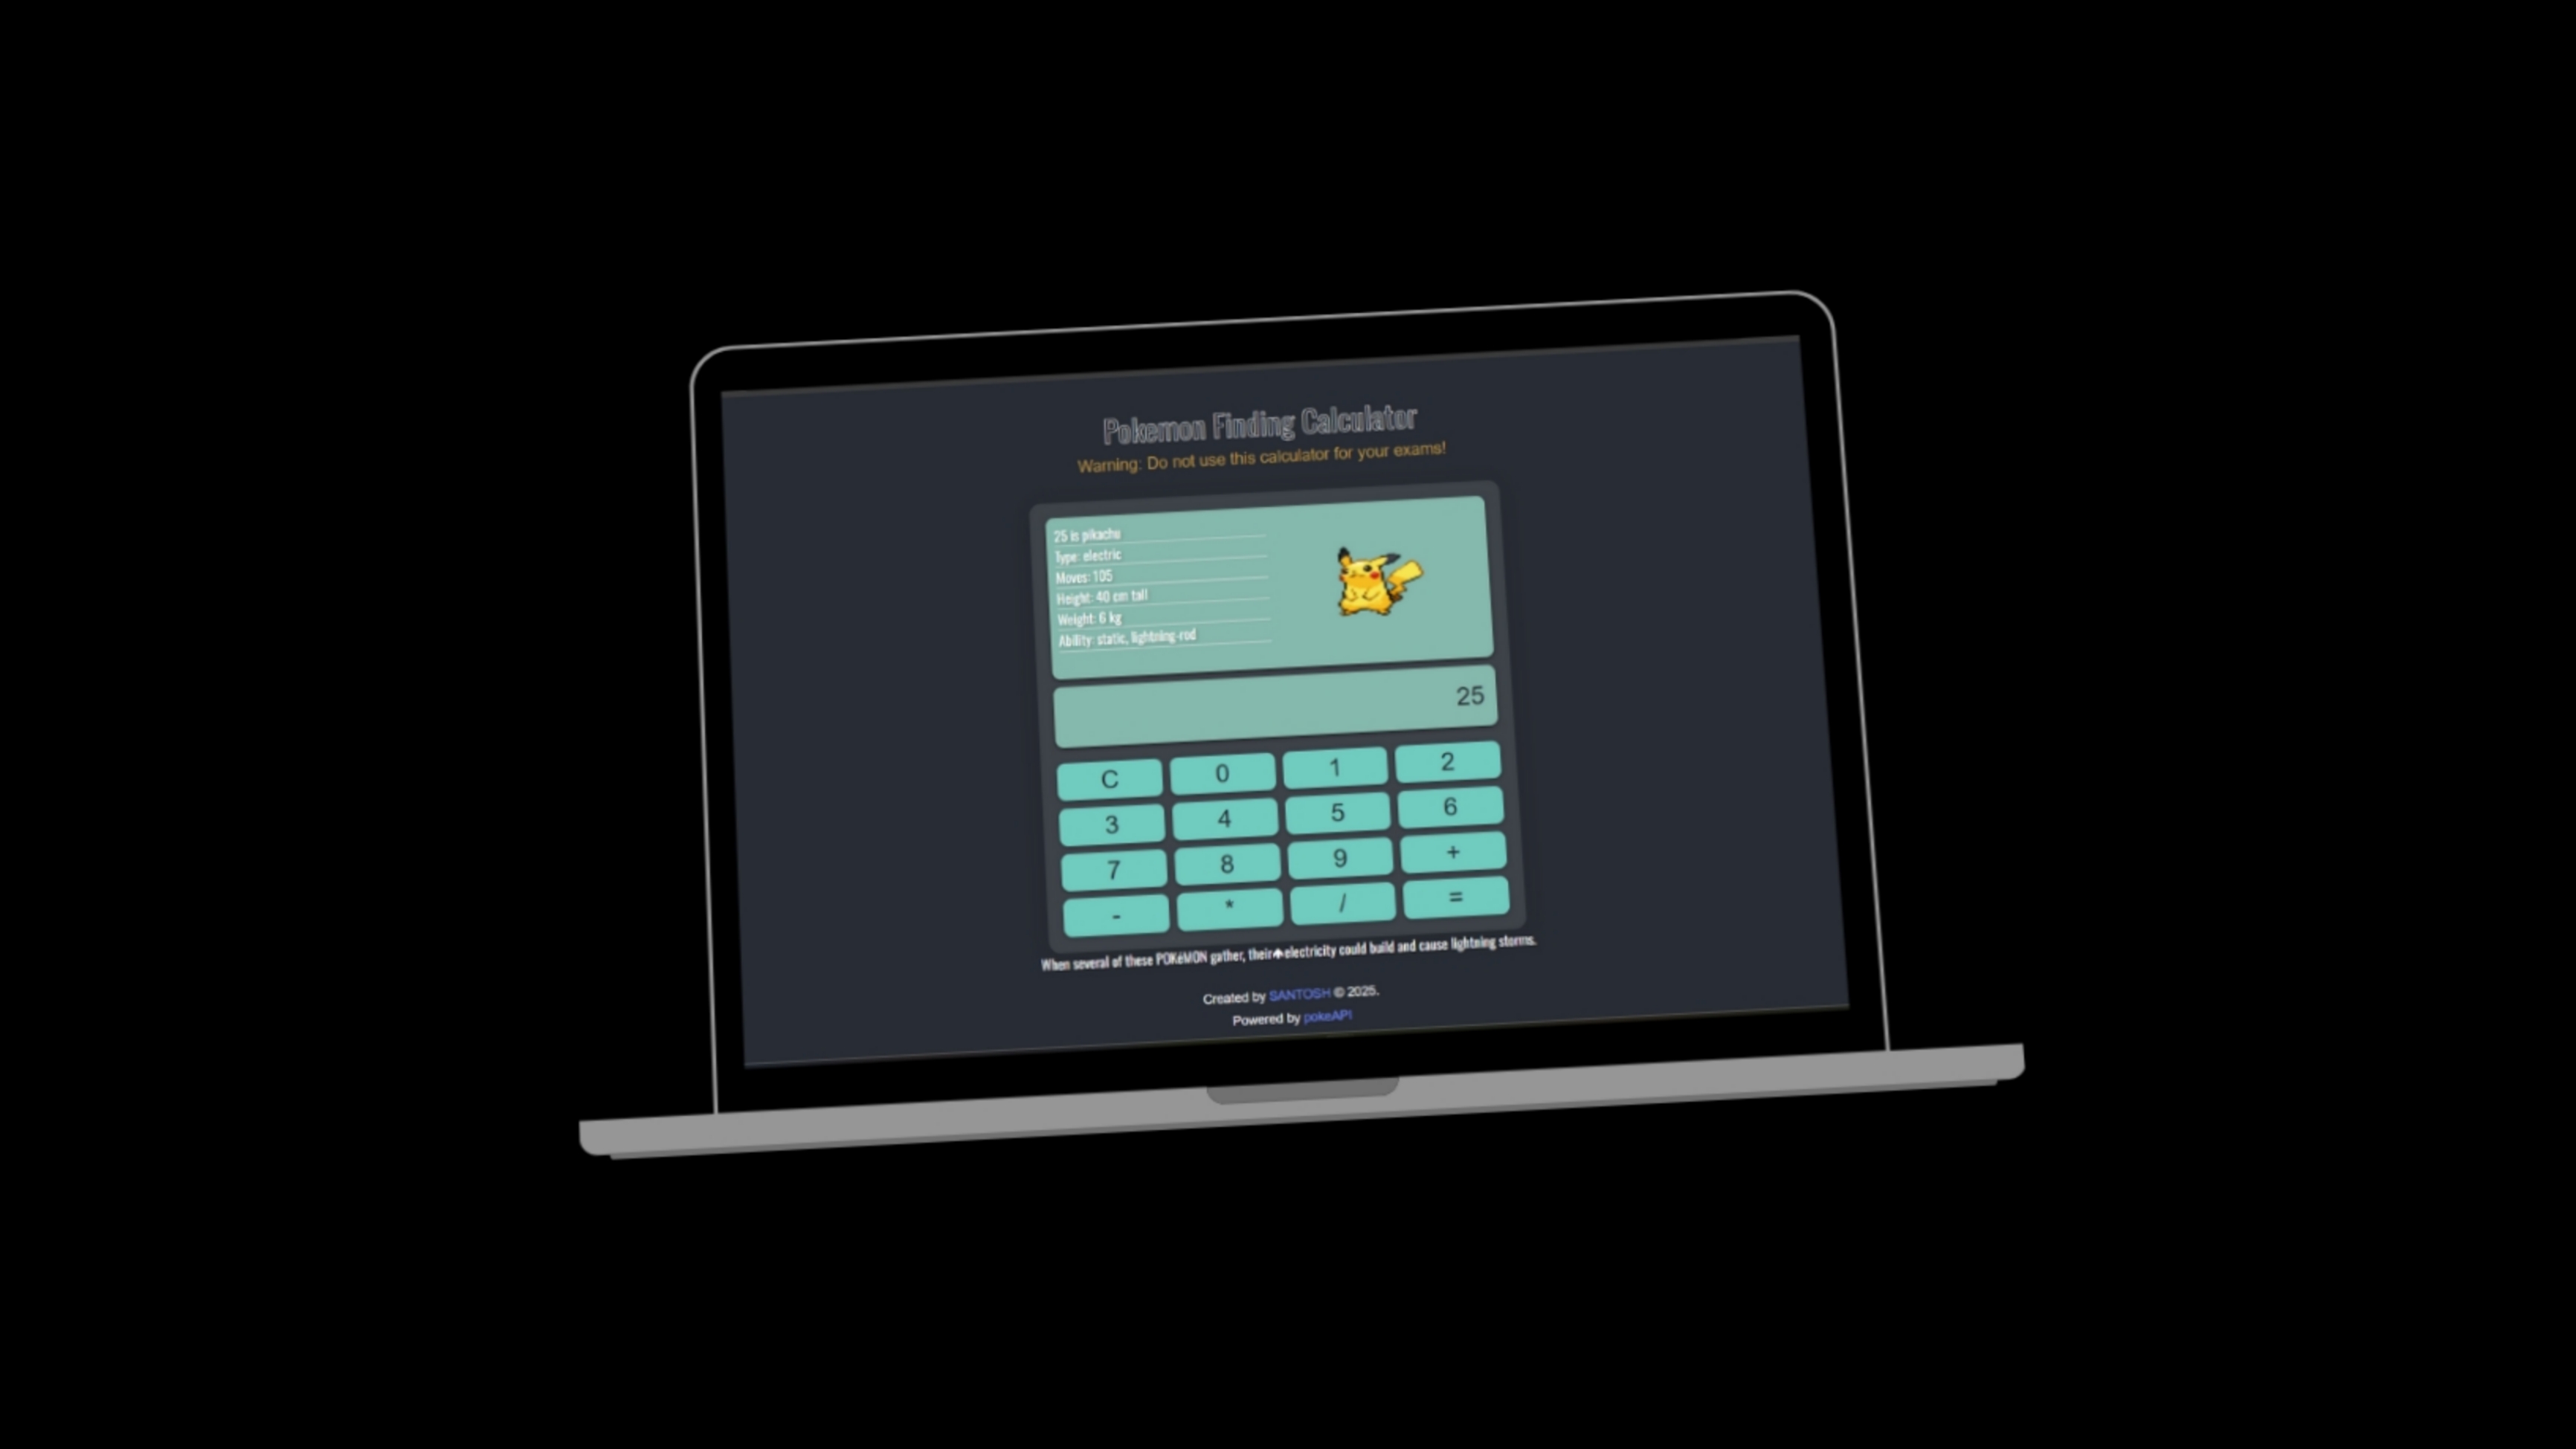 Pokemon Finding Calculator
Warning: Do not use this calculator for your exams!
25 is pikachu
Type: electric
Moves: 105
Height: 40 cm tall
Weight: 6 kg
Ability: static, lightning-rod
25
C 0 1 2
3 4 5 6
7 8 9 +
- * / =
When several of these POKéMON gather, their↑electricity could build and cause lightning storms.
Created by SANTOSH © 2025.
Powered by pokeAPI